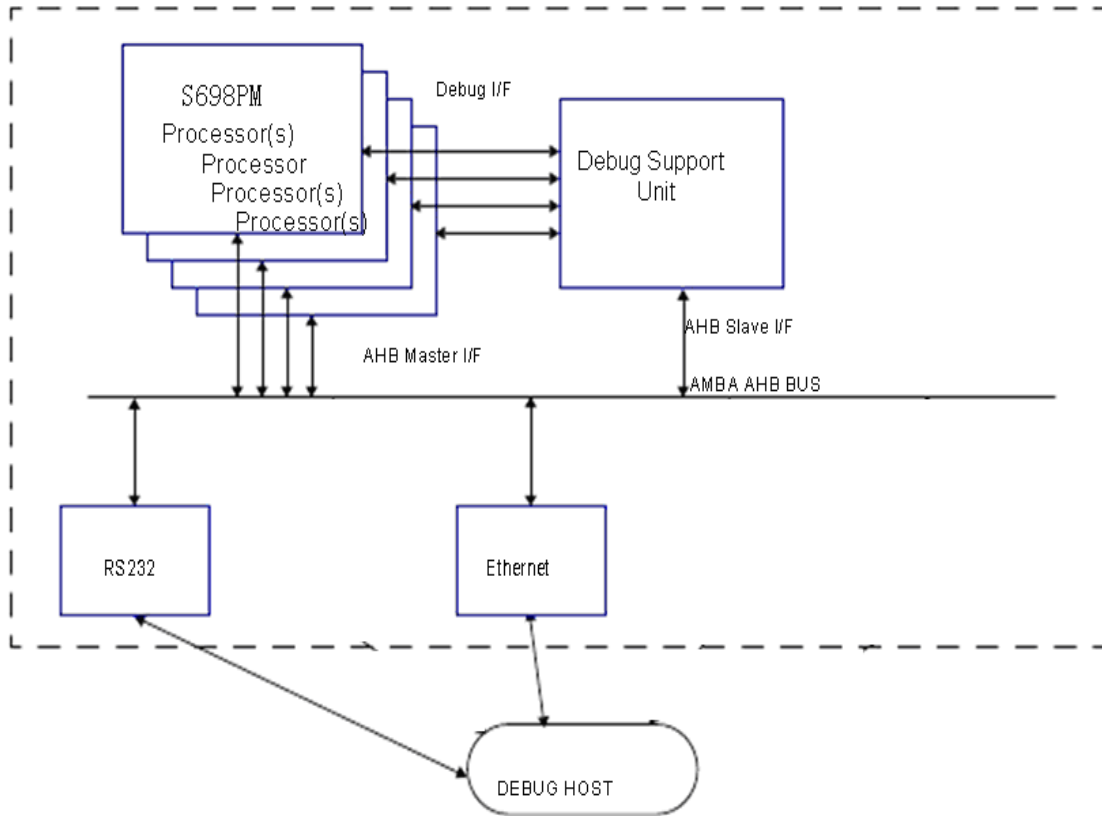 S698PM
Processor(s)
Processor
Processor(s)
Processor(s)
Debug I/F
Debug Support
Unit
AHB Master I/F
AHB Slave I/F
AMBA AHB BUS
RS232
Ethernet
DEBUG HOST